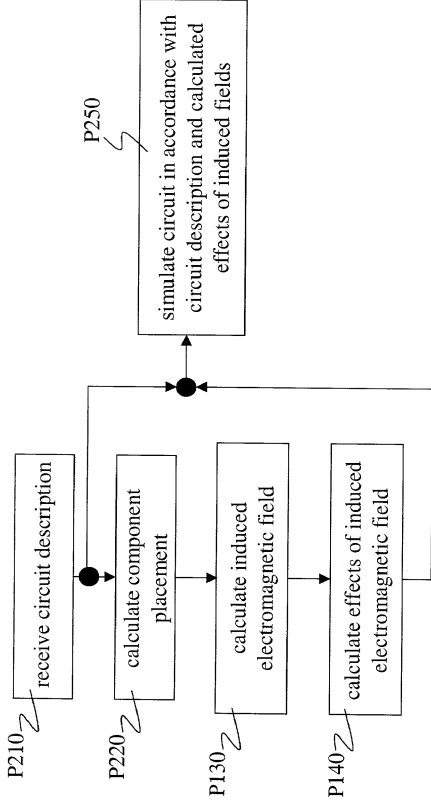 P210
receive circuit description
P220
calculate component
placement
P130
calculate induced
electromagnetic field
P140
calculate effects of induced
electromagnetic field
P250
simulate circuit in accordance with
circuit description and calculated
effects of induced fields